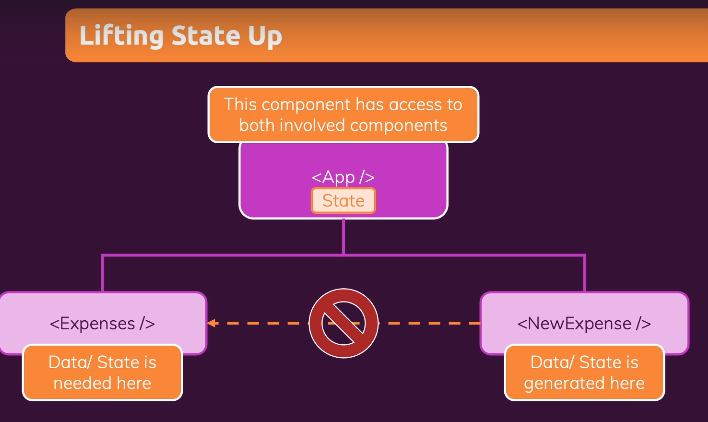 Lifting State Up
This component has access to
both involved components
<App />
State
<Expenses />
<NewExpense />
Data/ State is
needed here
Data/ State is
generated here